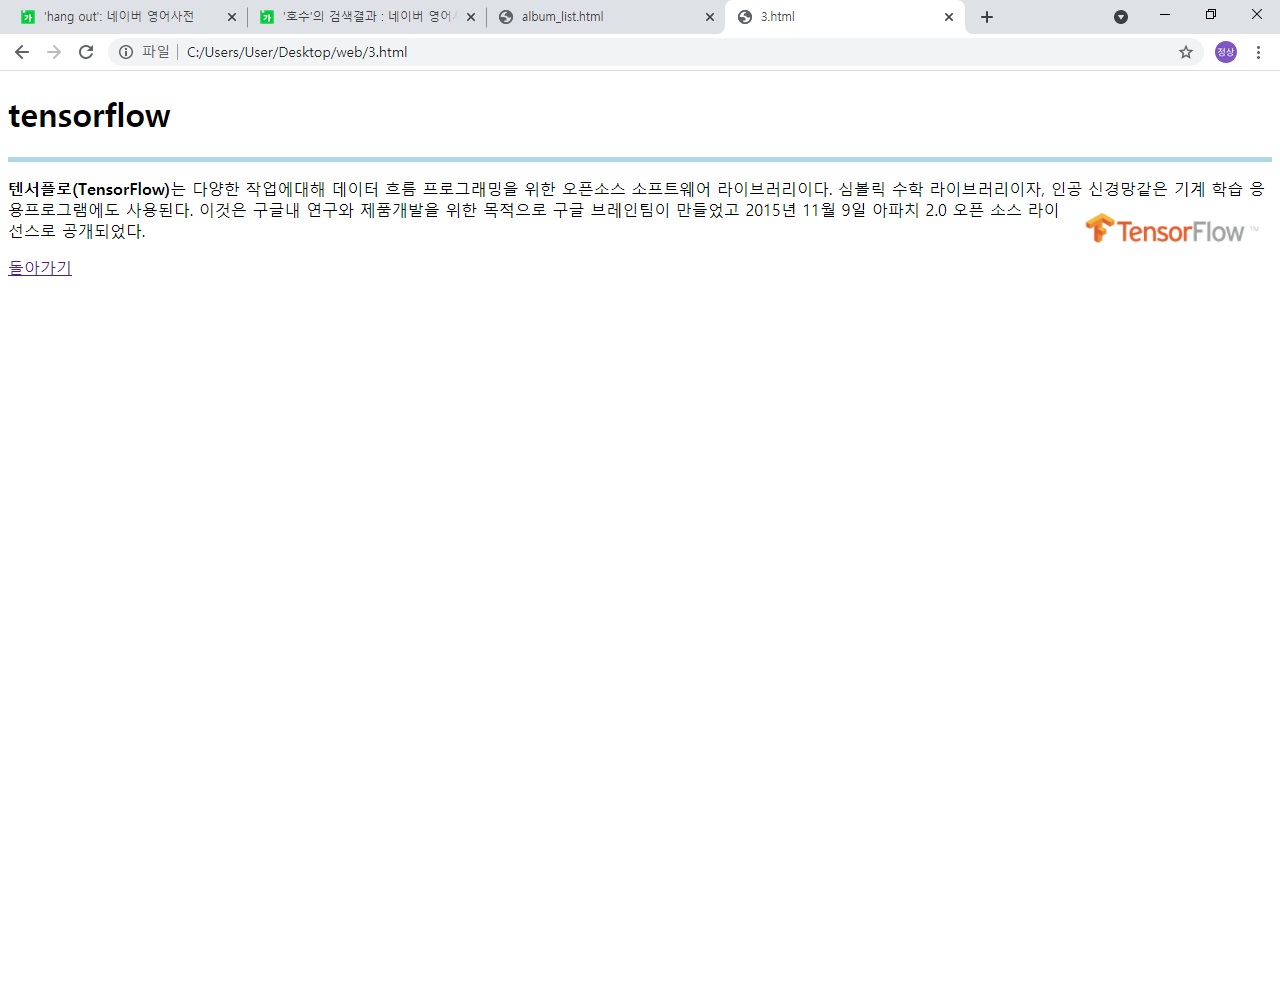 'hang out': 네이버 영어사전
'호수'의 검색결과 : 네이버 영어사
album_list.html
3.html
파일
C:/Users/User/Desktop/web/3.html
정상
tensorflow
텐서플로(TensorFlow)는 다양한 작업에대해 데이터 흐름 프로그래밍을 위한 오픈소스 소프트웨어 라이브러리이다. 심볼릭 수학 라이브러리이자, 인공 신경망같은 기계 학습 응
용프로그램에도 사용된다. 이것은 구글내 연구와 제품개발을 위한 목적으로 구글 브레인팀이 만들었고 2015년 11월 9일 아파치 2.0 오픈 소스 라이
선스로 공개되었다.
TensorFlow ™
돌아가기